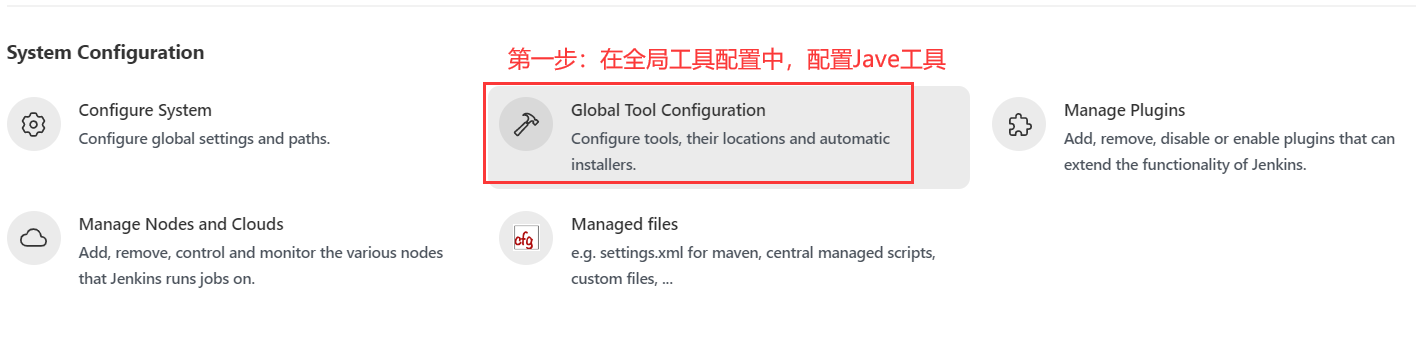 System Configuration
第一步：在全局工具配置中，配置Jave工具
Configure System
Configure global settings and paths.
Global Tool Configuration
Configure tools, their locations and automatic
installers.
Manage Plugins
Add, remove, disable or enable plugins that can
extend the functionality of Jenkins.
Manage Nodes and Clouds
Add, remove, control and monitor the various nodes
that Jenkins runs jobs on.
cfg
Managed files
e.g. settings.xml for maven, central managed scripts,
custom files, ...